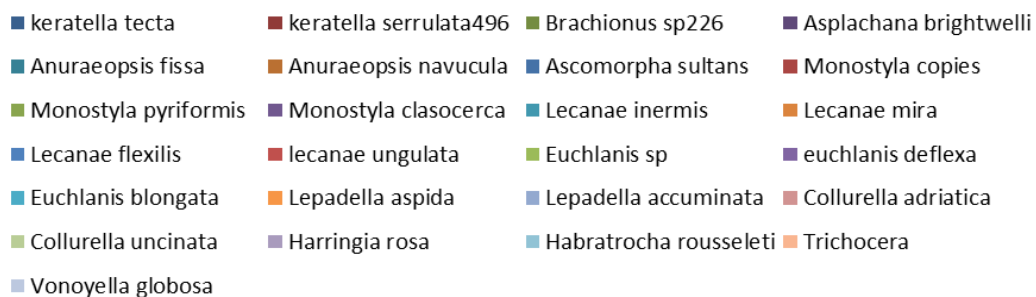 keratella tecta keratella serrulata496 Brachionus sp226 Asplachana brightwelli
Anuraeopsis fissa Anuraeopsis navucula Ascomorpha sultans Monostyla copies
Monostyla pyriformis Monostyla clasocerca Lecanae inermis Lecanae mira
Lecanae flexilis lecanae ungulata Euchlanis sp euchlanis deflexa
Euchlanis blongata Lepadella aspida Lepadella accuminata Collurella adriatica
Collurella uncinata Harringia rosa Habratrocha rousseleti Trichocera
Vonoyella globosa